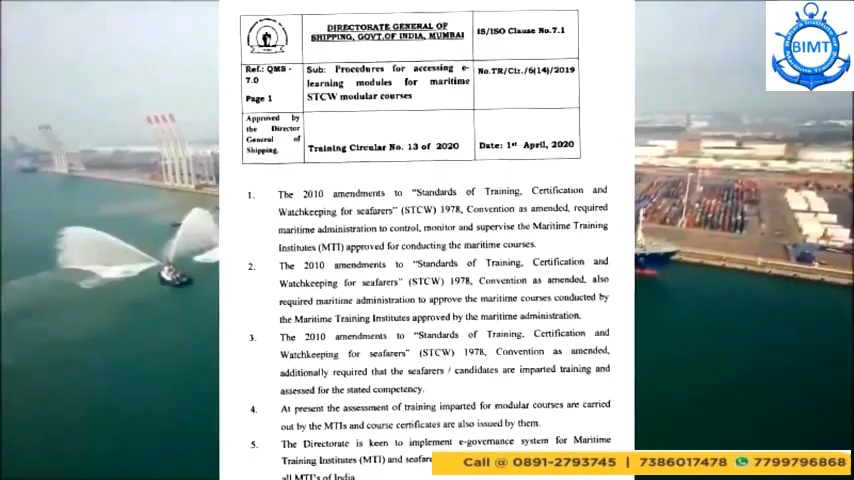 DIRECTORATE GENERAL OF
SHIPPING, GOVT.OF INDIA, MUMBAI
IS/ISO Clause No.7.1
Ref.: QMS -
7.0
Page 1
Sub: Procedures for accessing e-
learning modules for maritime
STCW modular courses
No.TR/Cir./6(14)/2019
Approved by
the Director
General of
Shipping.
Training Circular No. 13 of 2020
Date: 1st April, 2020
1. The 2010 amendments to "Standards of Training, Certification and
Watchkeeping for seafarers" (STCW) 1978, Convention as amended, required
maritime administration to control, monitor and supervise the Maritime Training
Institutes (MTI) approved for conducting the maritime courses.
2. The 2010 amendments to "Standards of Training, Certification and
Watchkeeping for seafarers" (STCW) 1978, Convention as amended, also
required maritime administration to approve the maritime courses conducted by
the Maritime Training Institutes approved by the maritime administration.
3. The 2010 amendments to "Standards of Training, Certification and
Watchkeeping for seafarers" (STCW) 1978, Convention as amended,
additionally required that the seafarers / candidates are imparted training and
assessed for the stated competency.
4. At present the assessment of training imparted for modular courses are carried
out by the MTIs and course certificates are also issued by them.
5. The Directorate is keen to implement e-governance system for Maritime
Training Institutes (MTI) and seafare
all MTI's of India.
BIMT
Call @ 0891-2793745 | 7386017478 7799796868